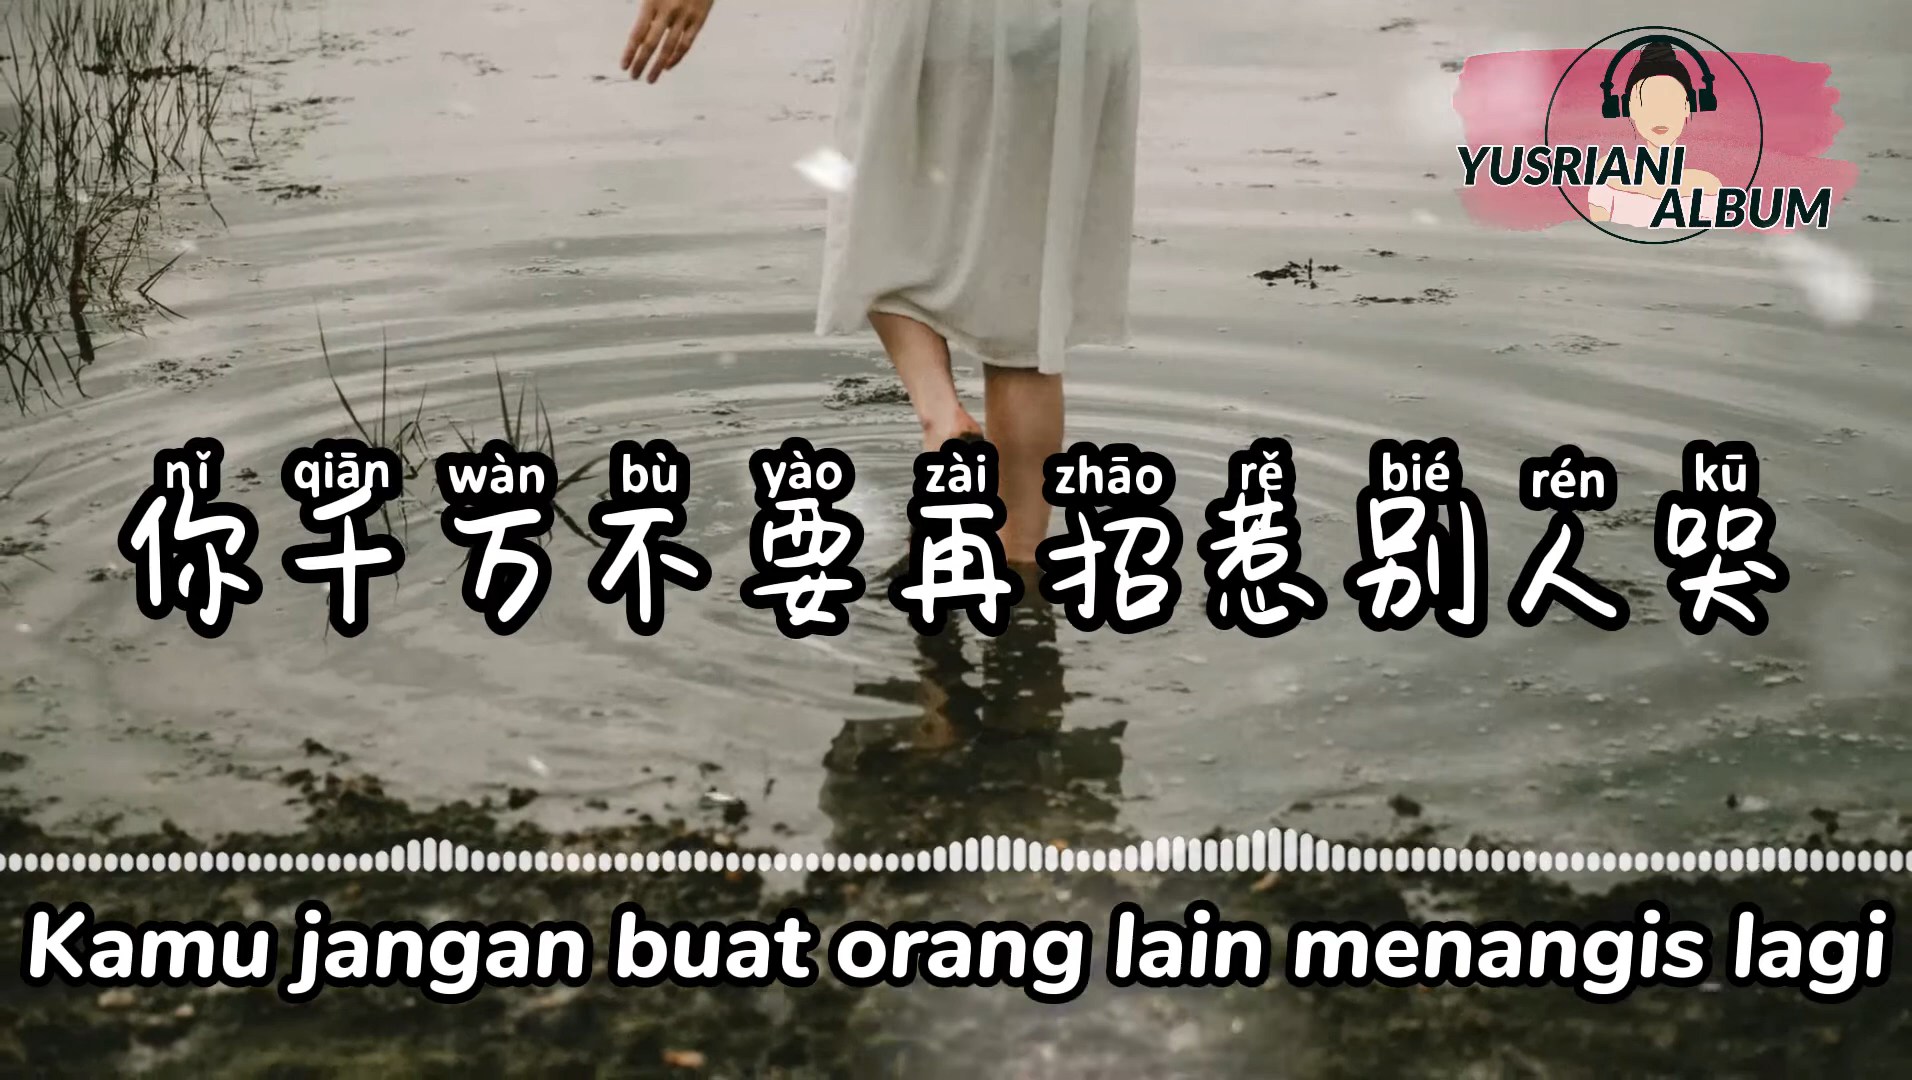 YUSRIANI
ALBUM
nǐ qiān wàn bù yào zài zhāo rě bié rén kū
你千万不要再招惹别人哭
Kamu jangan buat orang lain menangis lagi